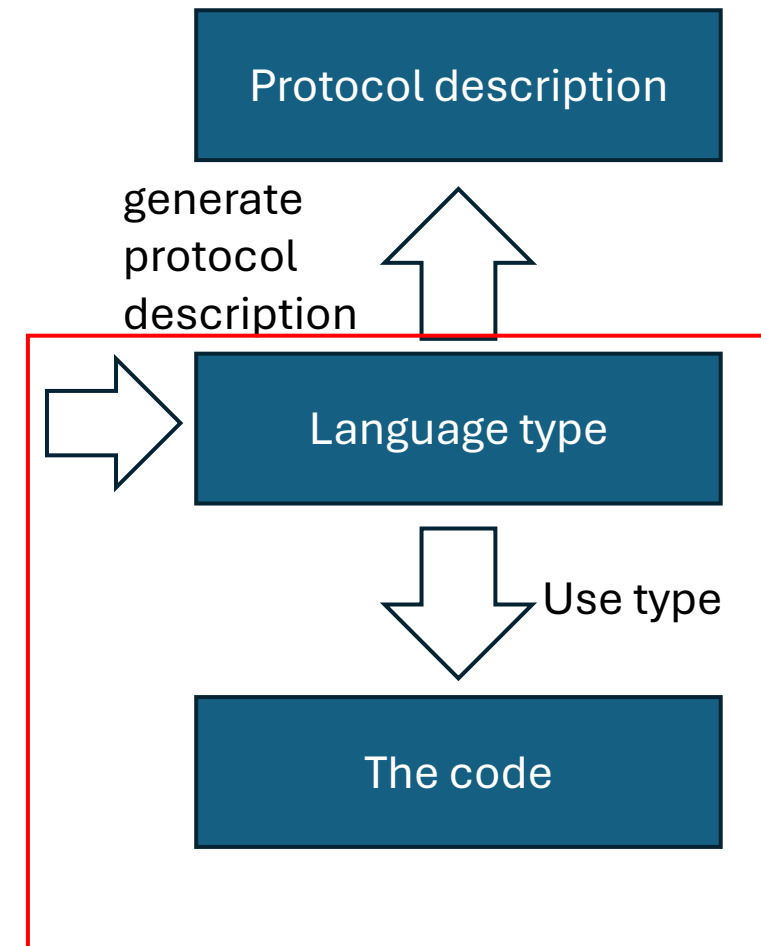 Protocol description
generate
protocol
description
Language type
Use type
The code